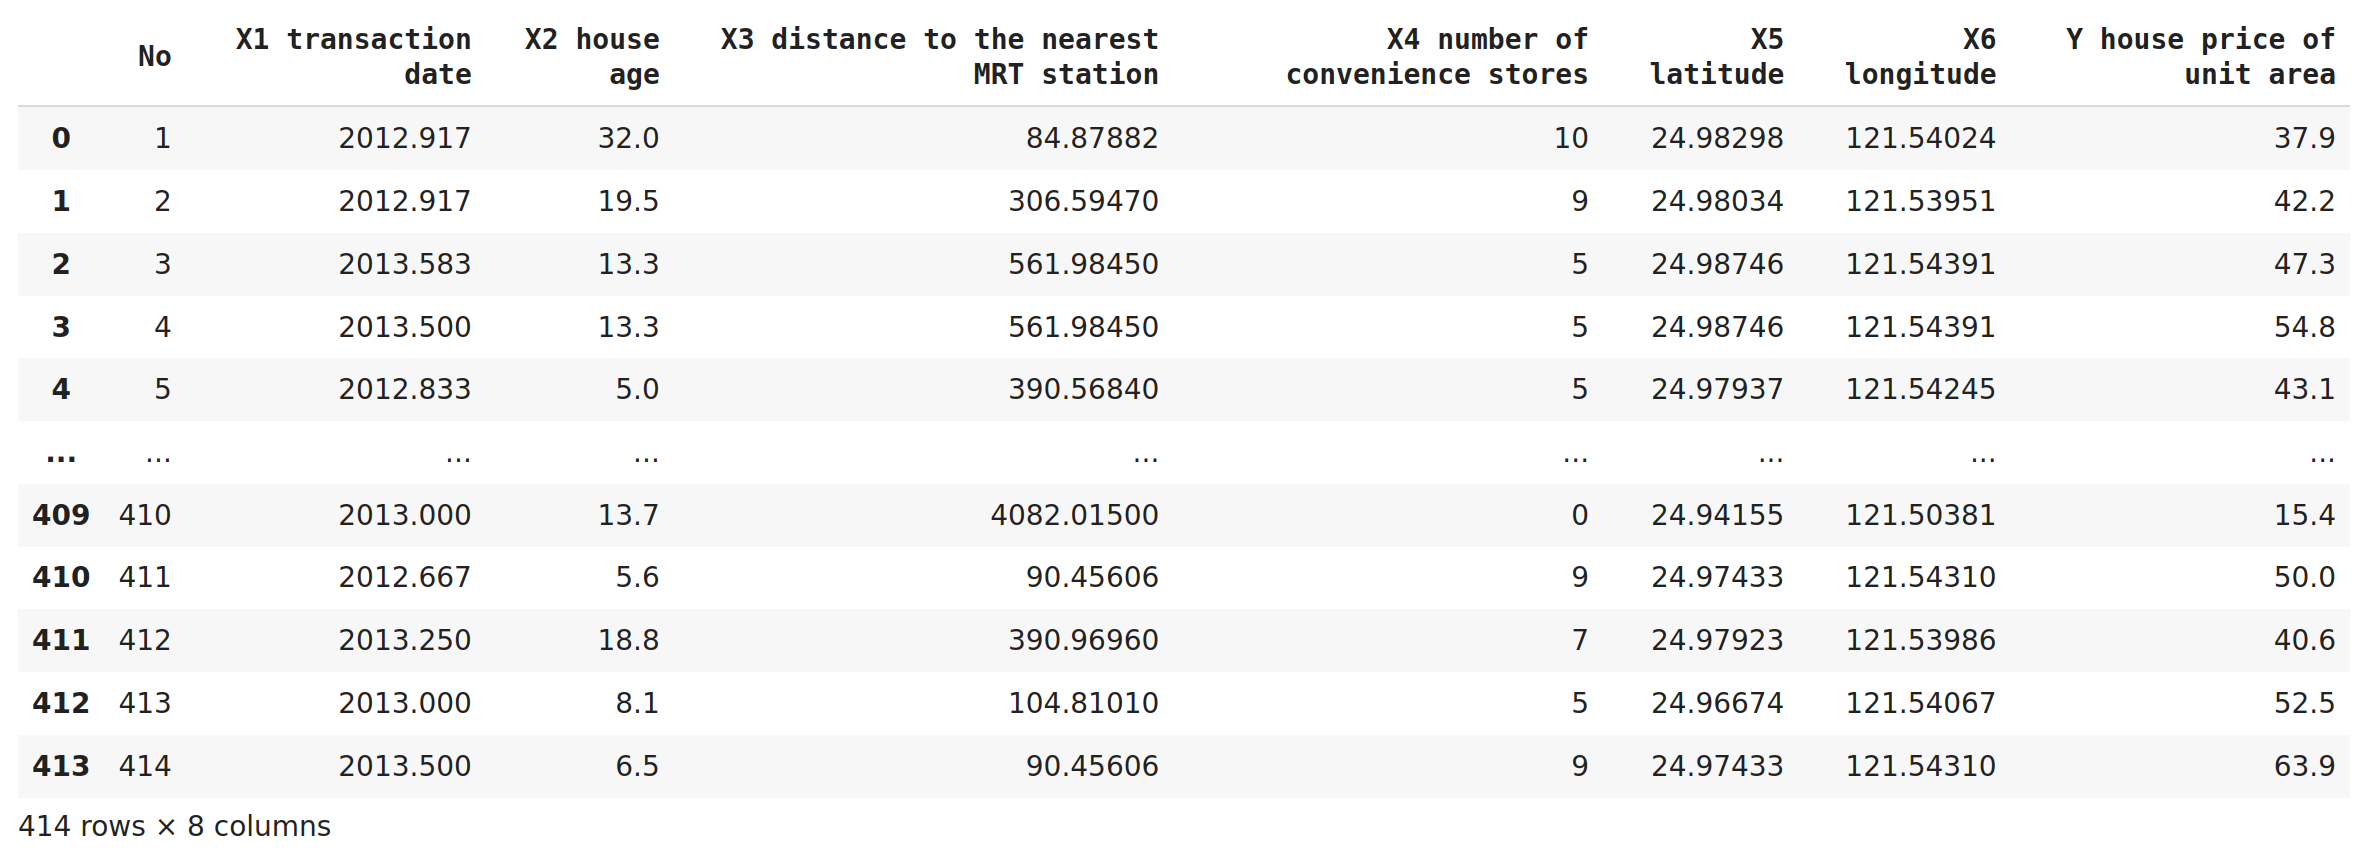 No X1 transaction date X2 house age X3 distance to the nearest MRT station X4 number of convenience stores X5 latitude X6 longitude Y house price of unit area
0 1 2012.917 32.0 84.87882 10 24.98298 121.54024 37.9
1 2 2012.917 19.5 306.59470 9 24.98034 121.53951 42.2
2 3 2013.583 13.3 561.98450 5 24.98746 121.54391 47.3
3 4 2013.500 13.3 561.98450 5 24.98746 121.54391 54.8
4 5 2012.833 5.0 390.56840 5 24.97937 121.54245 43.1
... ... ... ... ... ... ... ... ...
409 410 2013.000 13.7 4082.01500 0 24.94155 121.50381 15.4
410 411 2012.667 5.6 90.45606 9 24.97433 121.54310 50.0
411 412 2013.250 18.8 390.96960 7 24.97923 121.53986 40.6
412 413 2013.000 8.1 104.81010 5 24.96674 121.54067 52.5
413 414 2013.500 6.5 90.45606 9 24.97433 121.54310 63.9
414 rows × 8 columns